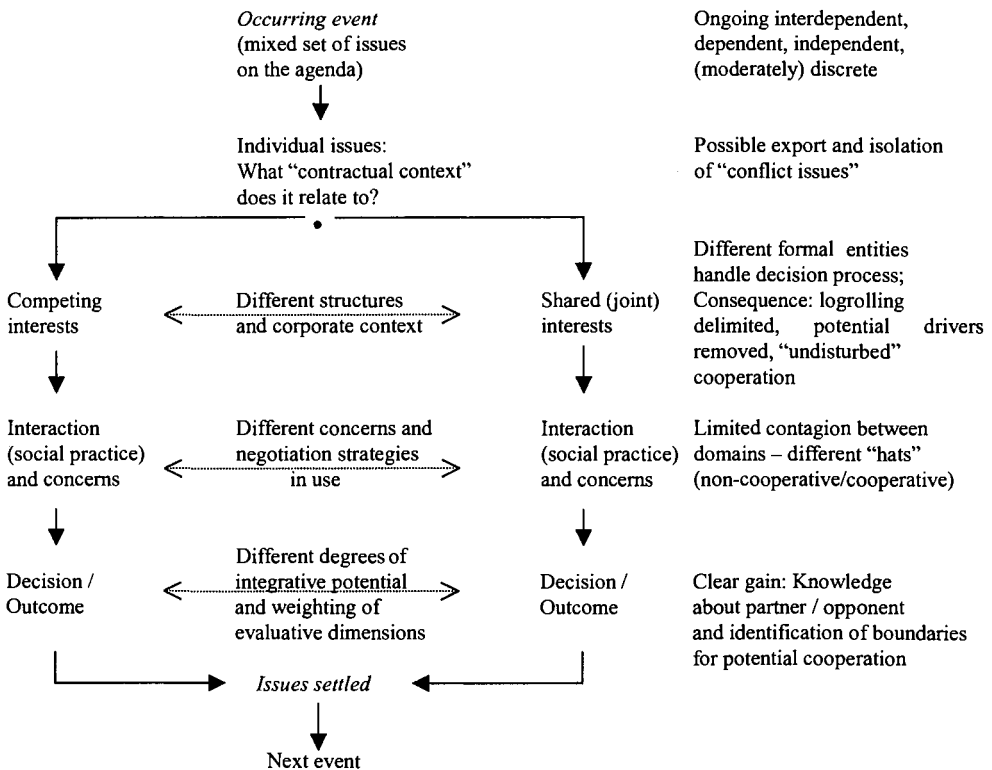 Occurring event
(mixed set of issues
on the agenda)
Ongoing interdependent,
dependent, independent,
(moderately) discrete
Individual issues:
What “contractual context”
does it relate to?
Possible export and isolation
of “conflict issues”
Competing
interests
Different structures
and corporate context
Shared (joint)
interests
Different formal entities
handle decision process;
Consequence: logrolling
delimited, potential drivers
removed, “undisturbed”
cooperation
Interaction
(social practice)
and concerns
Different concerns and
negotiation strategies
in use
Interaction
(social practice)
and concerns
Limited contagion between
domains – different “hats”
(non-cooperative/cooperative)
Decision /
Outcome
Different degrees of
integrative potential
and weighting of
evaluative dimensions
Decision /
Outcome
Clear gain: Knowledge
about partner / opponent
and identification of boundaries
for potential cooperation
Issues settled
Next event